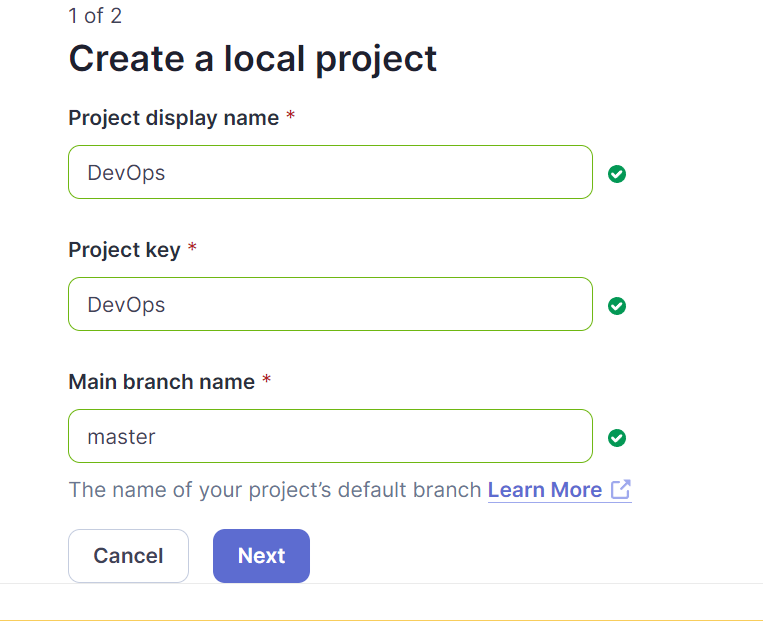 1 of 2
Create a local project
Project display name *
DevOps
Project key *
DevOps
Main branch name *
master
The name of your project’s default branch Learn More
Cancel Next